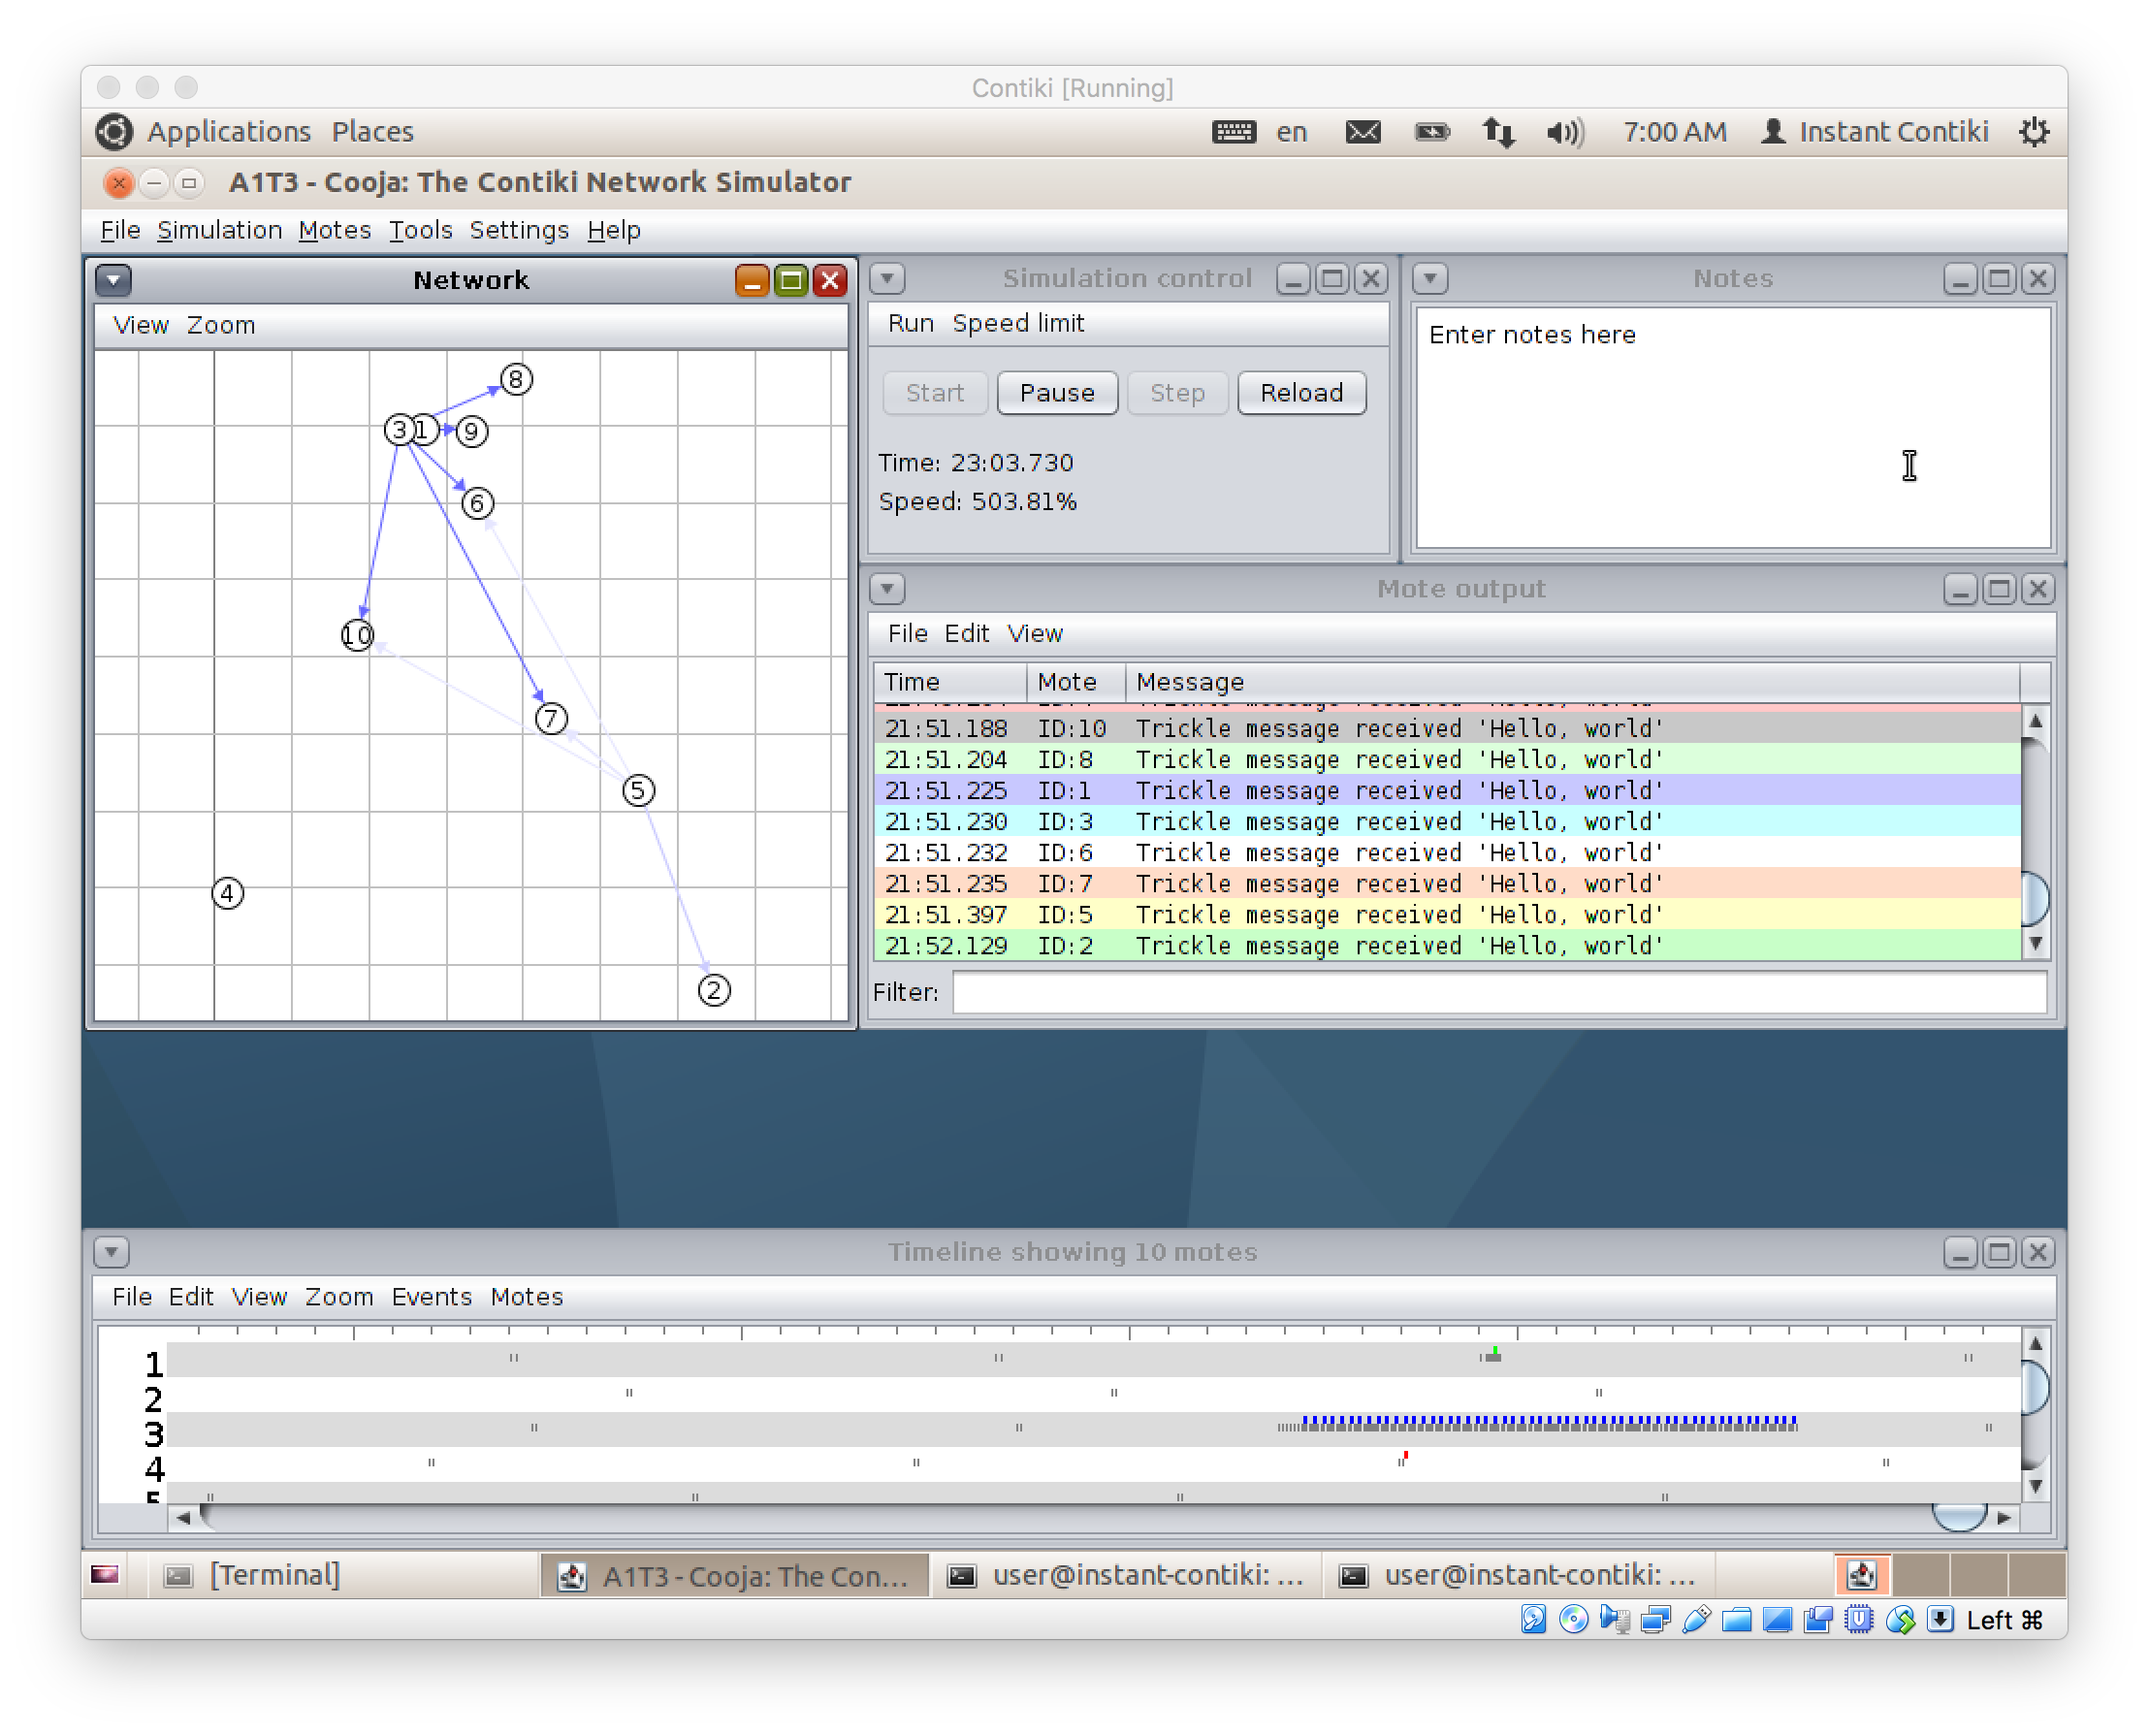 Contiki [Running]
Applications Places en 7:00 AM Instant Contiki
A1T3 - Cooja: The Contiki Network Simulator
File Simulation Motes Tools Settings Help
Network
View Zoom
8
3 1 9
6
10
7
5
4
2
Simulation control
Run Speed limit
Start Pause Step Reload
Time: 23:03.730
Speed: 503.81%
Notes
Enter notes here
Mote output
File Edit View
Time Mote Message
21:51.188 ID:10 Trickle message received 'Hello, world'
21:51.204 ID:8 Trickle message received 'Hello, world'
21:51.225 ID:1 Trickle message received 'Hello, world'
21:51.230 ID:3 Trickle message received 'Hello, world'
21:51.232 ID:6 Trickle message received 'Hello, world'
21:51.235 ID:7 Trickle message received 'Hello, world'
21:51.397 ID:5 Trickle message received 'Hello, world'
21:52.129 ID:2 Trickle message received 'Hello, world'
Filter:
Timeline showing 10 motes
File Edit View Zoom Events Motes
1
2
3
4
5
[Terminal] A1T3 - Cooja: The Con... user@instant-contiki: ... user@instant-contiki: ...
Left ⌘